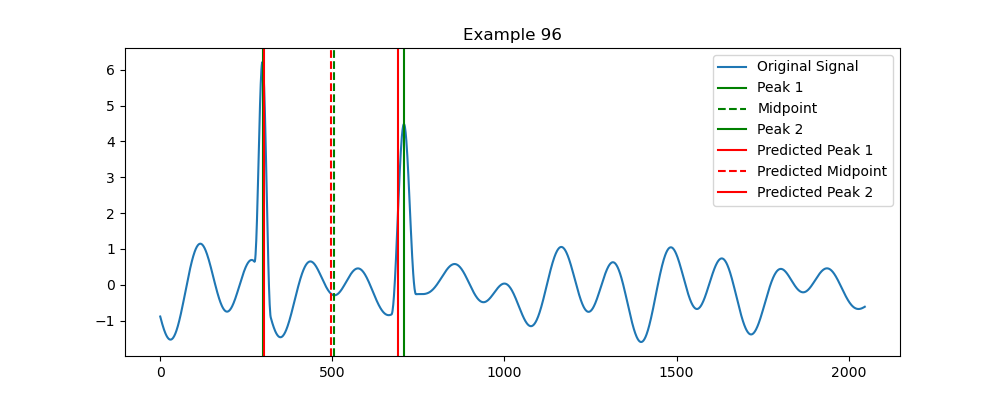 Example 96
6
5
4
3
2
1
0
−1
0
500
1000
1500
2000
Original Signal
Peak 1
Midpoint
Peak 2
Predicted Peak 1
Predicted Midpoint
Predicted Peak 2